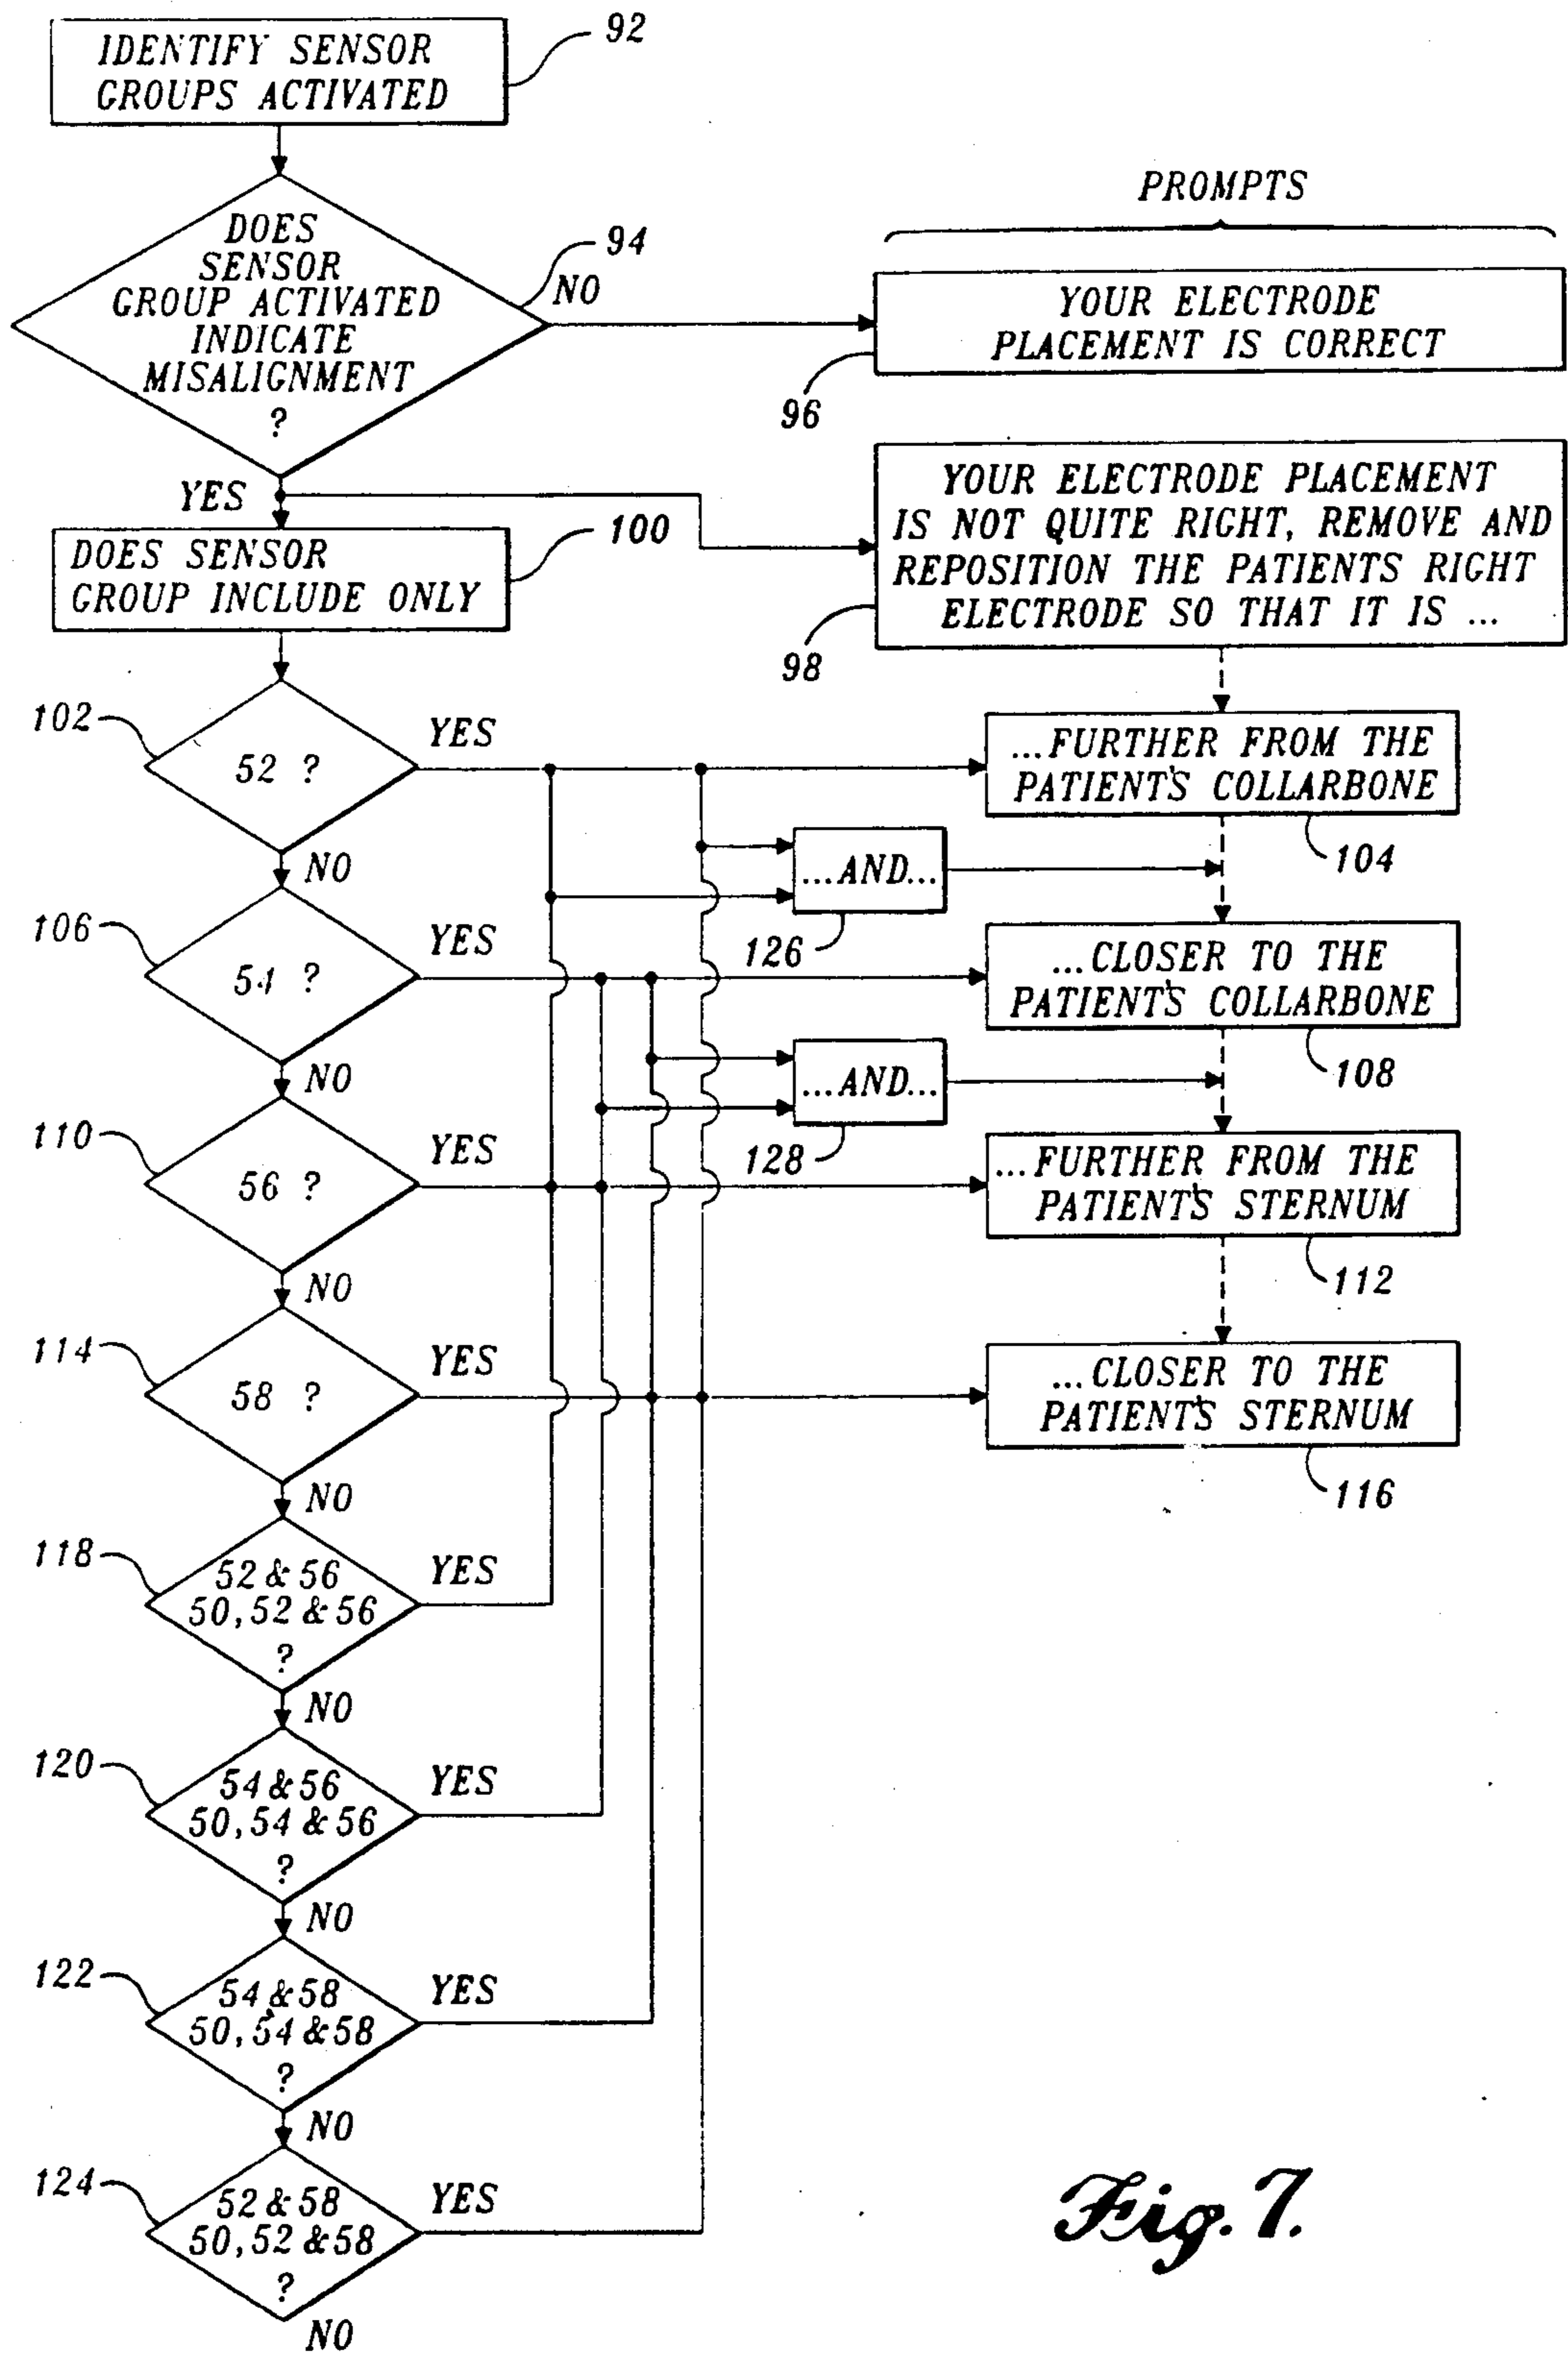 IDENTIFY SENSOR
GROUPS ACTIVATED
92
DOES
SENSOR
GROUP ACTIVATED
INDICATE
MISALIGNMENT
?
94
NO
PROMPTS
YOUR ELECTRODE
PLACEMENT IS CORRECT
96
YES
YOUR ELECTRODE PLACEMENT
IS NOT QUITE RIGHT, REMOVE AND
REPOSITION THE PATIENTS RIGHT
ELECTRODE SO THAT IT IS ...
98
DOES SENSOR
GROUP INCLUDE ONLY
100
102
52 ?
YES
NO
...FURTHER FROM THE
PATIENT'S COLLARBONE
104
...AND...
126
106
54 ?
YES
NO
...CLOSER TO THE
PATIENT'S COLLARBONE
108
...AND...
128
110
56 ?
YES
NO
...FURTHER FROM THE
PATIENT'S STERNUM
112
114
58 ?
YES
NO
...CLOSER TO THE
PATIENT'S STERNUM
116
118
52 & 56
50, 52 & 56
?
YES
NO
120
54 & 56
50, 54 & 56
?
YES
NO
122
54 & 58
50, 54 & 58
?
YES
NO
124
52 & 58
50, 52 & 58
?
YES
NO
Fig. 7.